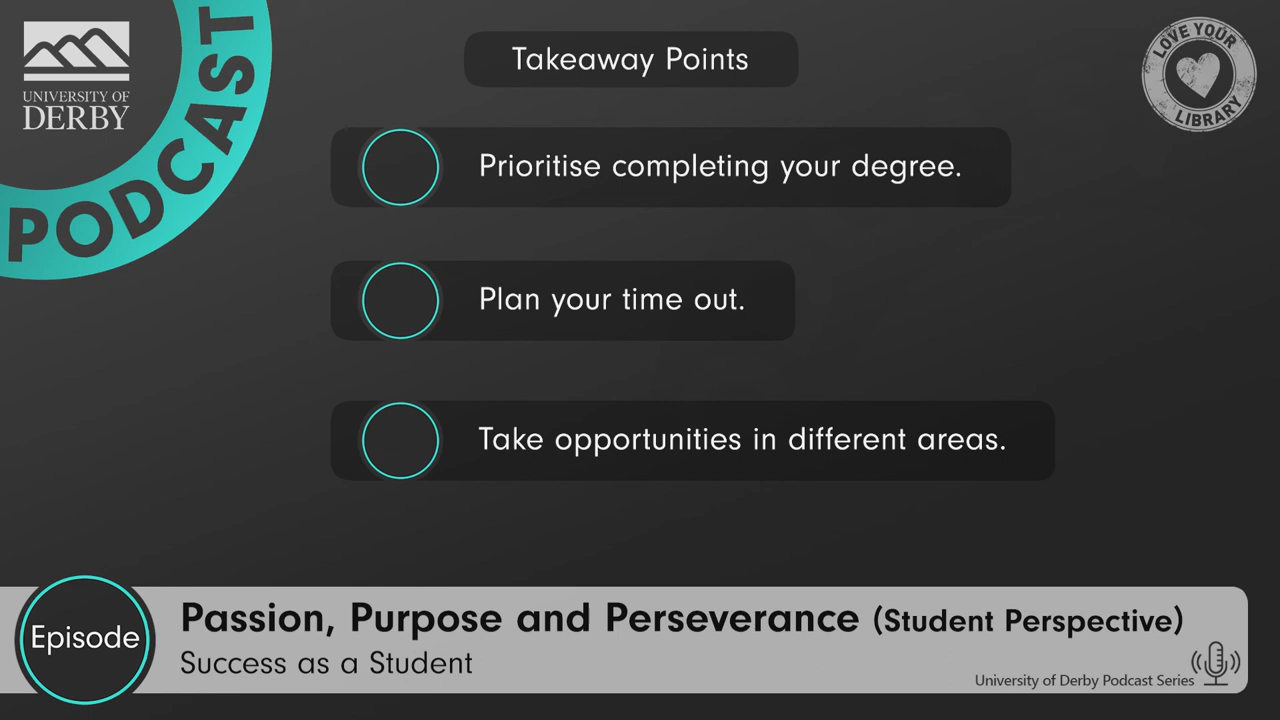 UNIVERSITY OF
DERBY
PODCAST
Takeaway Points
LOVE YOUR
LIBRARY
Prioritise completing your degree.
Plan your time out.
Take opportunities in different areas.
Episode
Passion, Purpose and Perseverance (Student Perspective)
Success as a Student
University of Derby Podcast Series